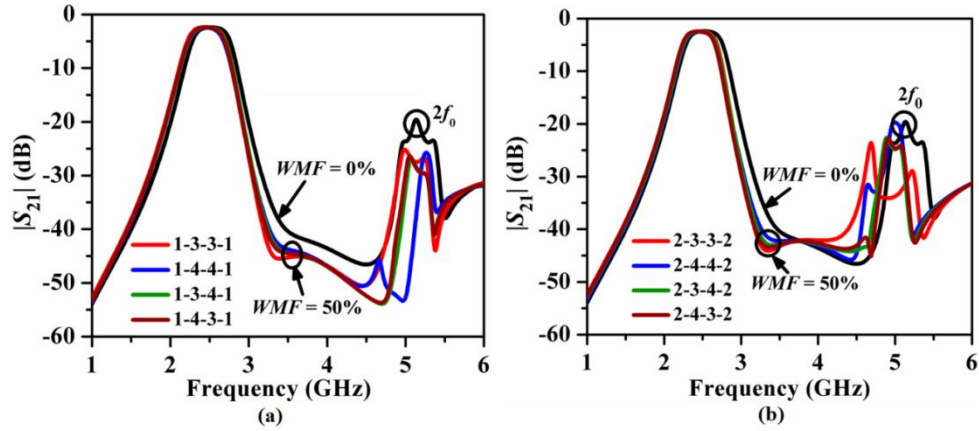 0
-10
-20
-30
-40
-50
-60
|S21| (dB)
2f0
WMF = 0%
WMF = 50%
1-3-3-1
1-4-4-1
1-3-4-1
1-4-3-1
1 2 3 4 5 6
Frequency (GHz)
(a)
0
-10
-20
-30
-40
-50
-60
|S21| (dB)
2f0
WMF = 0%
WMF = 50%
2-3-3-2
2-4-4-2
2-3-4-2
2-4-3-2
1 2 3 4 5 6
Frequency (GHz)
(b)